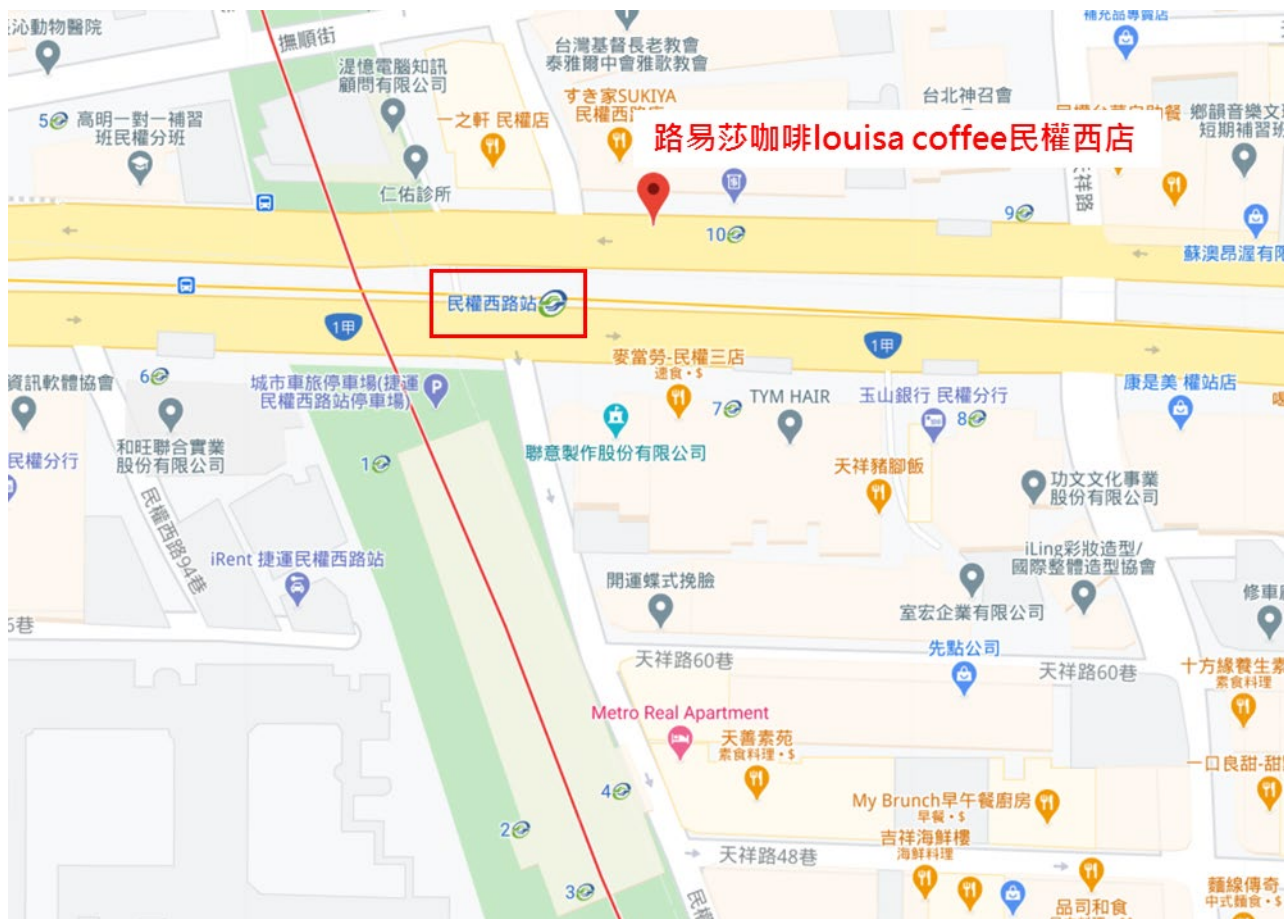 心動物醫院
撫順街
台灣基督長老教會
泰雅爾中會雅歌教會
補充品專賣店
湜憶電腦知訊
顧問有限公司
すき家SUKIYA
民權西路店
台北神召會
5
高明一對一補習
班民權分班
一之軒 民權店
路易莎咖啡louisa coffee民權西店
鄉韻音樂文
短期補習班
仁佑診所
天祥路
10
9
蘇澳昂渥有限
民權西路站
1甲
1甲
麥當勞-民權三店
速食・$
資訊軟體協會
6
城市車旅停車場(捷運
民權西路站停車場)
7
TYM HAIR
玉山銀行 民權分行
8
康是美 權站店
和旺聯合實業
股份有限公司
聯意製作股份有限公司
民權分行
1
天祥豬腳飯
功文文化事業
股份有限公司
民權西路94巷
iRent 捷運民權西路站
iLing彩妝造型/
國際整體造型協會
開運蝶式挽臉
室宏企業有限公司
修車廠
6巷
天祥路60巷
先點公司
天祥路60巷
十方緣養生素
素食料理
Metro Real Apartment
天善素苑
素食料理・$
一口良甜-甜
4
My Brunch早午餐廚房
早餐・$
2
吉祥海鮮樓
海鮮料理
天祥路48巷
3
民權
品司和食
麵線傳奇
中式麵食・$